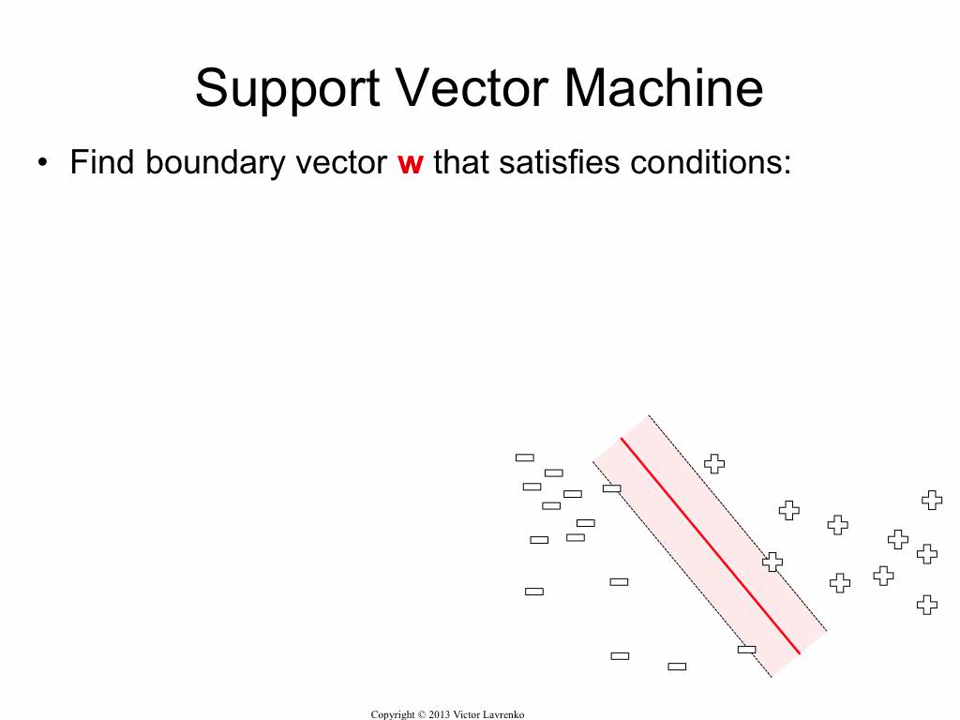 Support Vector Machine
• Find boundary vector w that satisfies conditions:
Copyright © 2013 Victor Lavrenko